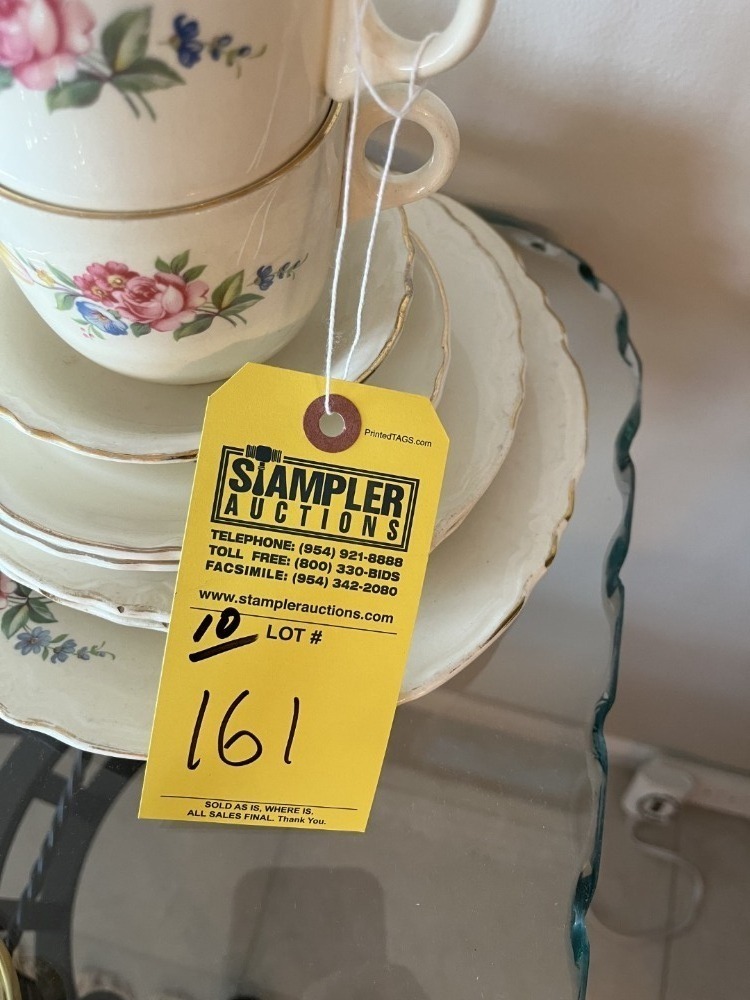 PrintedTAGS.com
STAMPLER
AUCTIONS
TELEPHONE: (954) 921-8888
TOLL FREE: (800) 330-BIDS
FACSIMILE: (954) 342-2080
www.stamplerauctions.com
10 LOT #
161
SOLD AS IS, WHERE IS,
ALL SALES FINAL. Thank You.